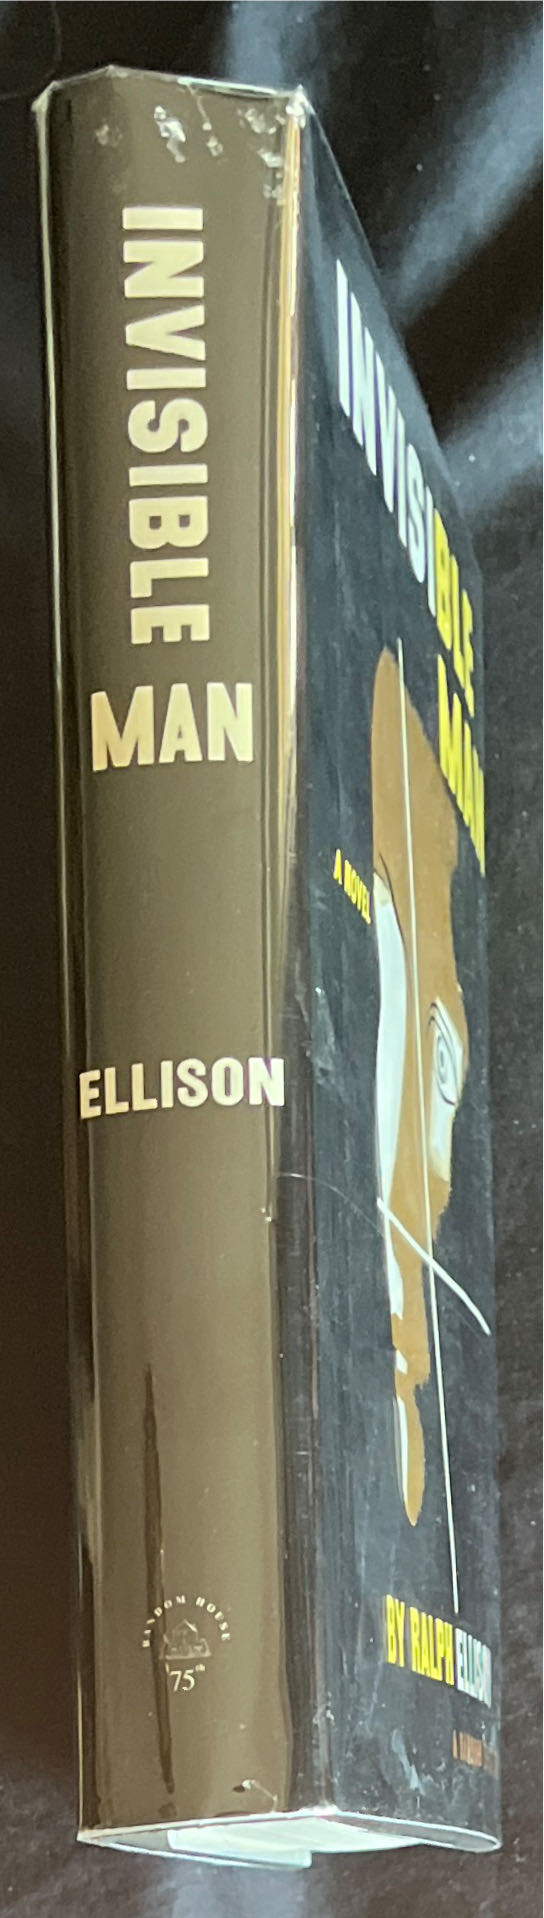 INVISIBLE
MAN
ELLISON
RANDOM HOUSE
75th
INVISIBLE
MAN
A NOVEL
BY RALPH ELLISON
A